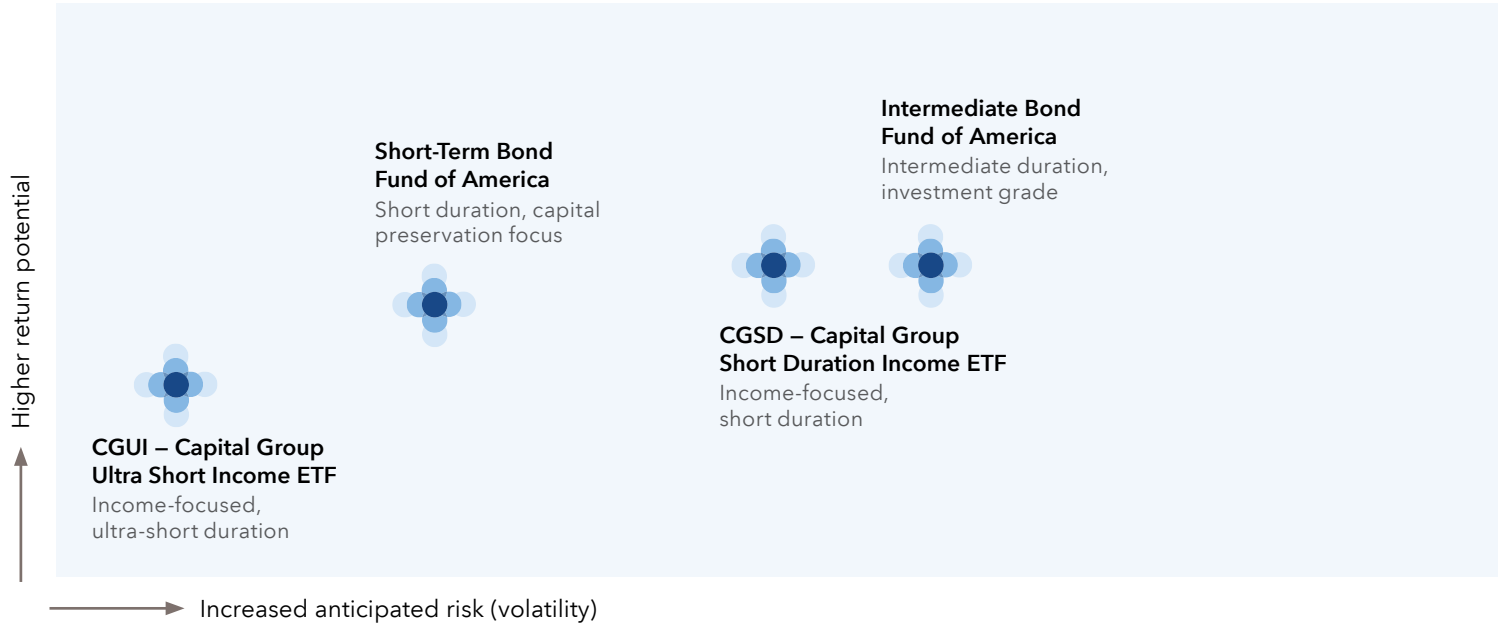 Higher return potential
Intermediate Bond
Fund of America
Intermediate duration,
investment grade
Short-Term Bond
Fund of America
Short duration, capital
preservation focus
CGSD – Capital Group
Short Duration Income ETF
Income-focused,
short duration
CGUI – Capital Group
Ultra Short Income ETF
Income-focused,
ultra-short duration
Increased anticipated risk (volatility)